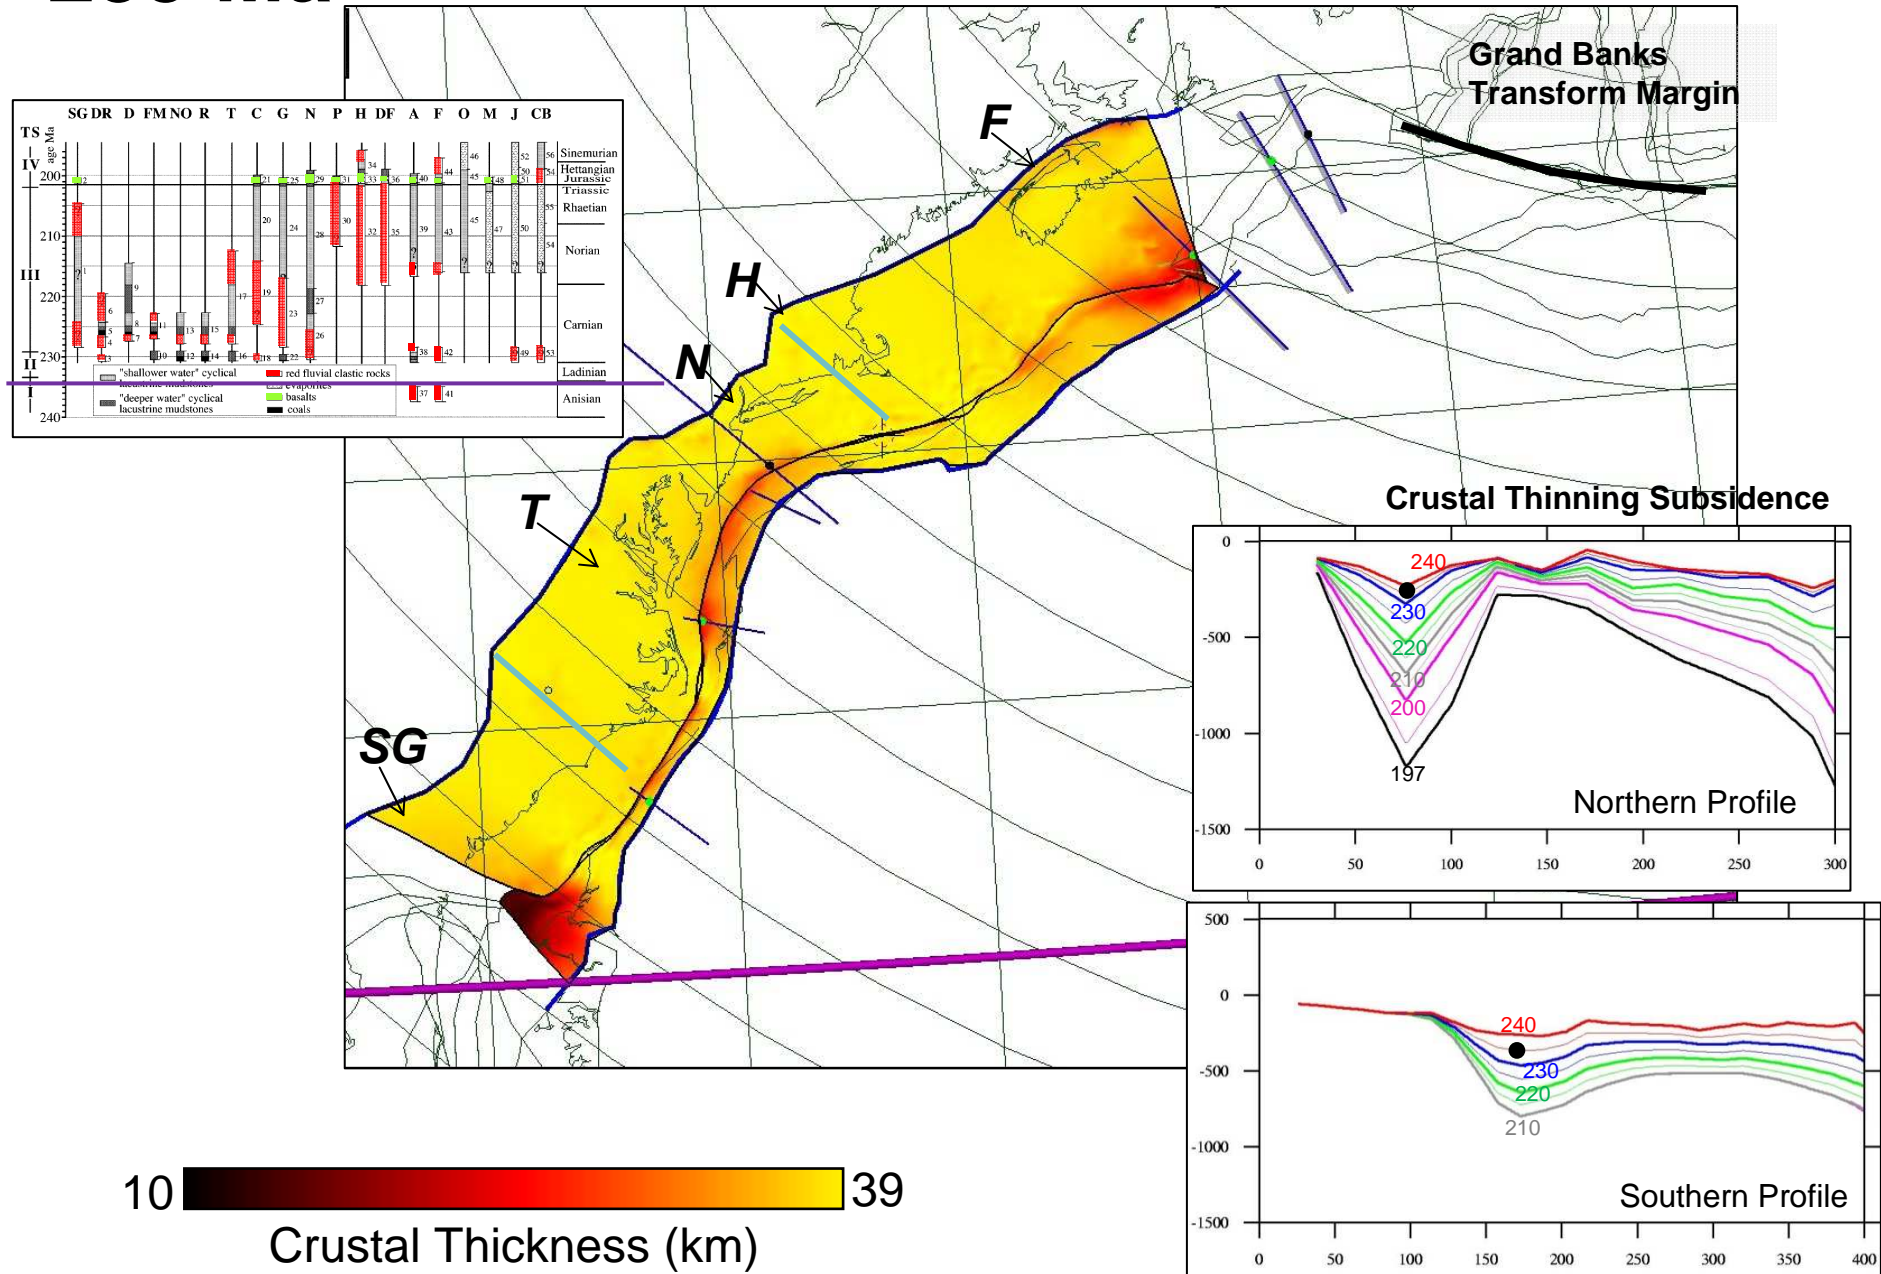 Grand Banks
Transform Margin
F
H
N
T
SG
SG DR D FM NO R T C G N P H DF A F O M J CB
TS
age Ma
IV
III
II
I
200
210
220
230
240
Sinemurian
Hettangian
Jurassic
Triassic
Rhaetian
Norian
Carnian
Ladinian
Anisian
"shallower water" cyclical
lacustrine mudstones
"deeper water" cyclical
lacustrine mudstones
red fluvial clastic rocks
evaporites
basalts
coals
Crustal Thinning Subsidence
0
-500
-1000
-1500
240
230
220
210
200
197
Northern Profile
0 50 100 150 200 250 300
500
0
-500
-1000
-1500
240
230
220
210
Southern Profile
0 50 100 150 200 250 300 350 400
10
39
Crustal Thickness (km)